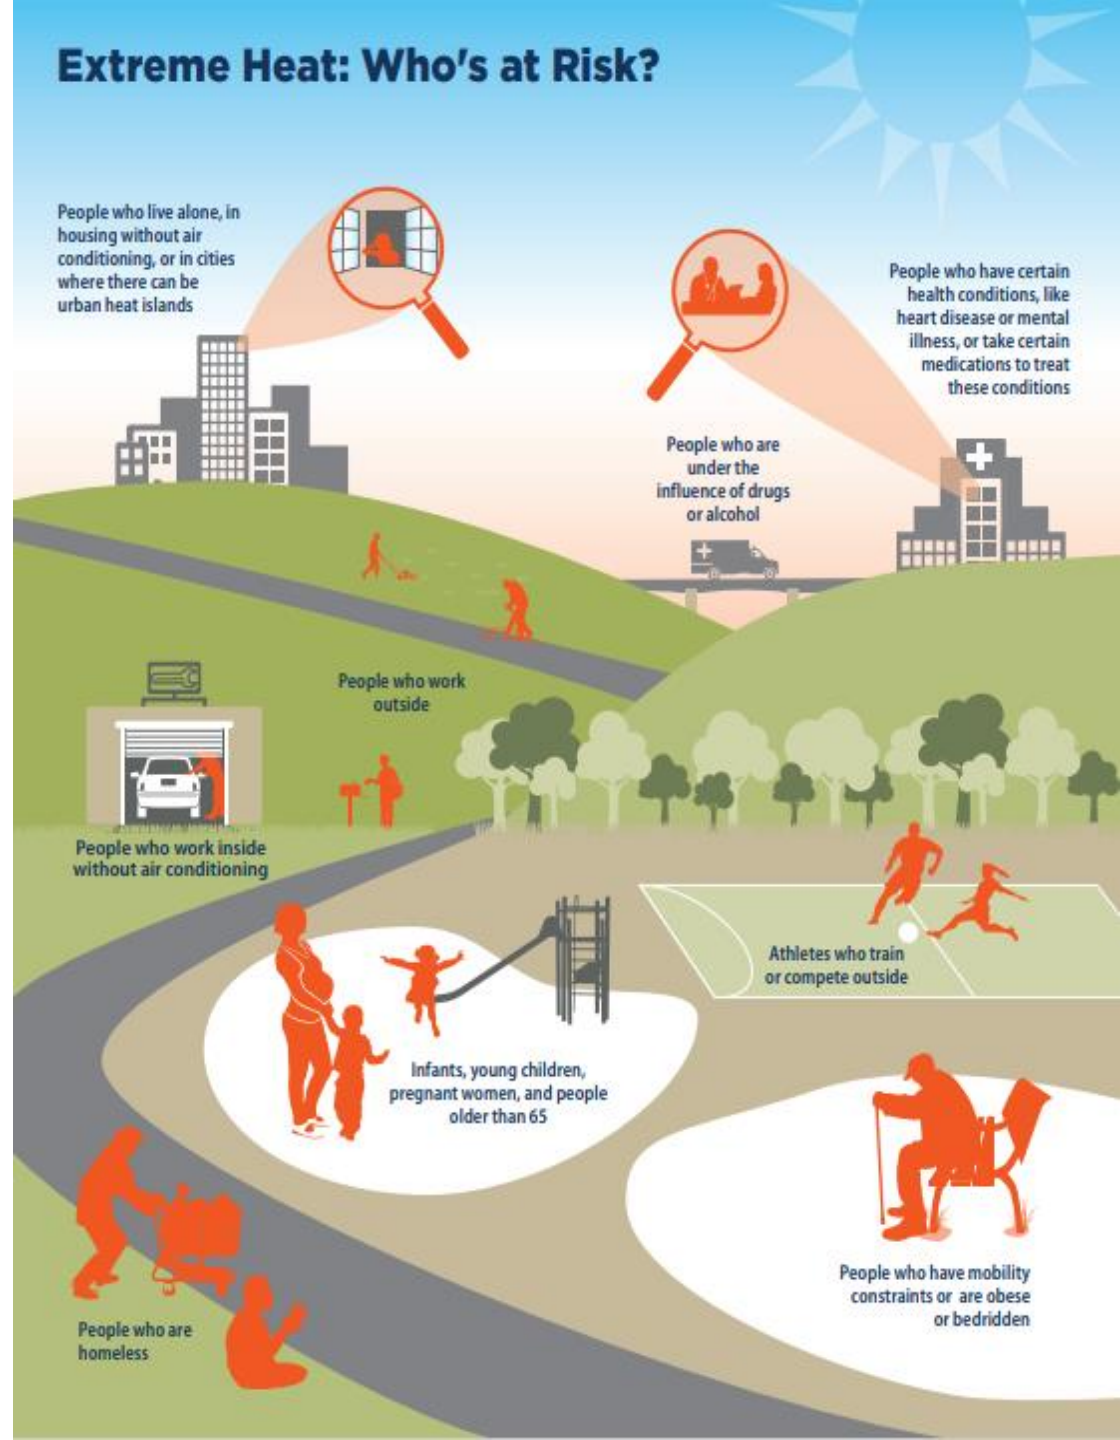 Extreme Heat: Who's at Risk?
People who live alone, in
housing without air
conditioning, or in cities
where there can be
urban heat islands
People who have certain
health conditions, like
heart disease or mental
illness, or take certain
medications to treat
these conditions
People who are
under the
influence of drugs
or alcohol
People who work
outside
People who work inside
without air conditioning
Athletes who train
or compete outside
Infants, young children,
pregnant women, and people
older than 65
People who have mobility
constraints or are obese
or bedridden
People who are
homeless